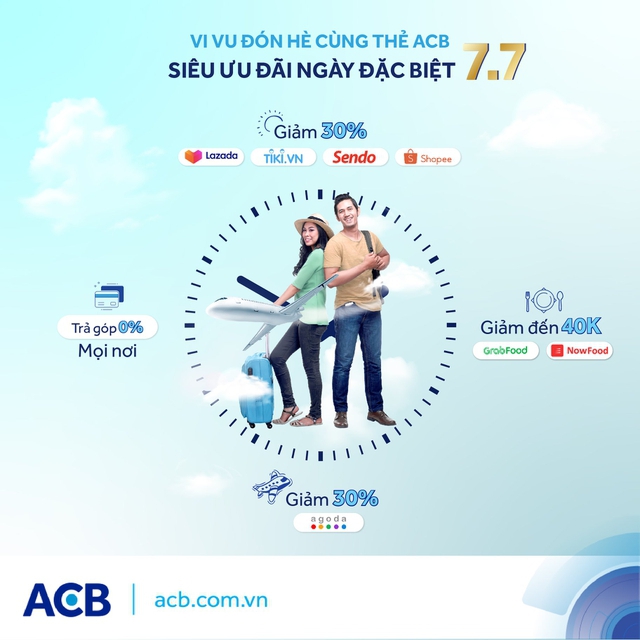 VI VU ĐÓN HÈ CÙNG THẺ ACB
SIÊU ƯU ĐÃI NGÀY ĐẶC BIỆT 7.7
Giảm 30%
Lazada TIKI.VN Sendo Shopee
Trả góp 0%
Mọi nơi
Giảm đến 40K
GrabFood NowFood
Giảm 30%
agoda
ACB acb.com.vn